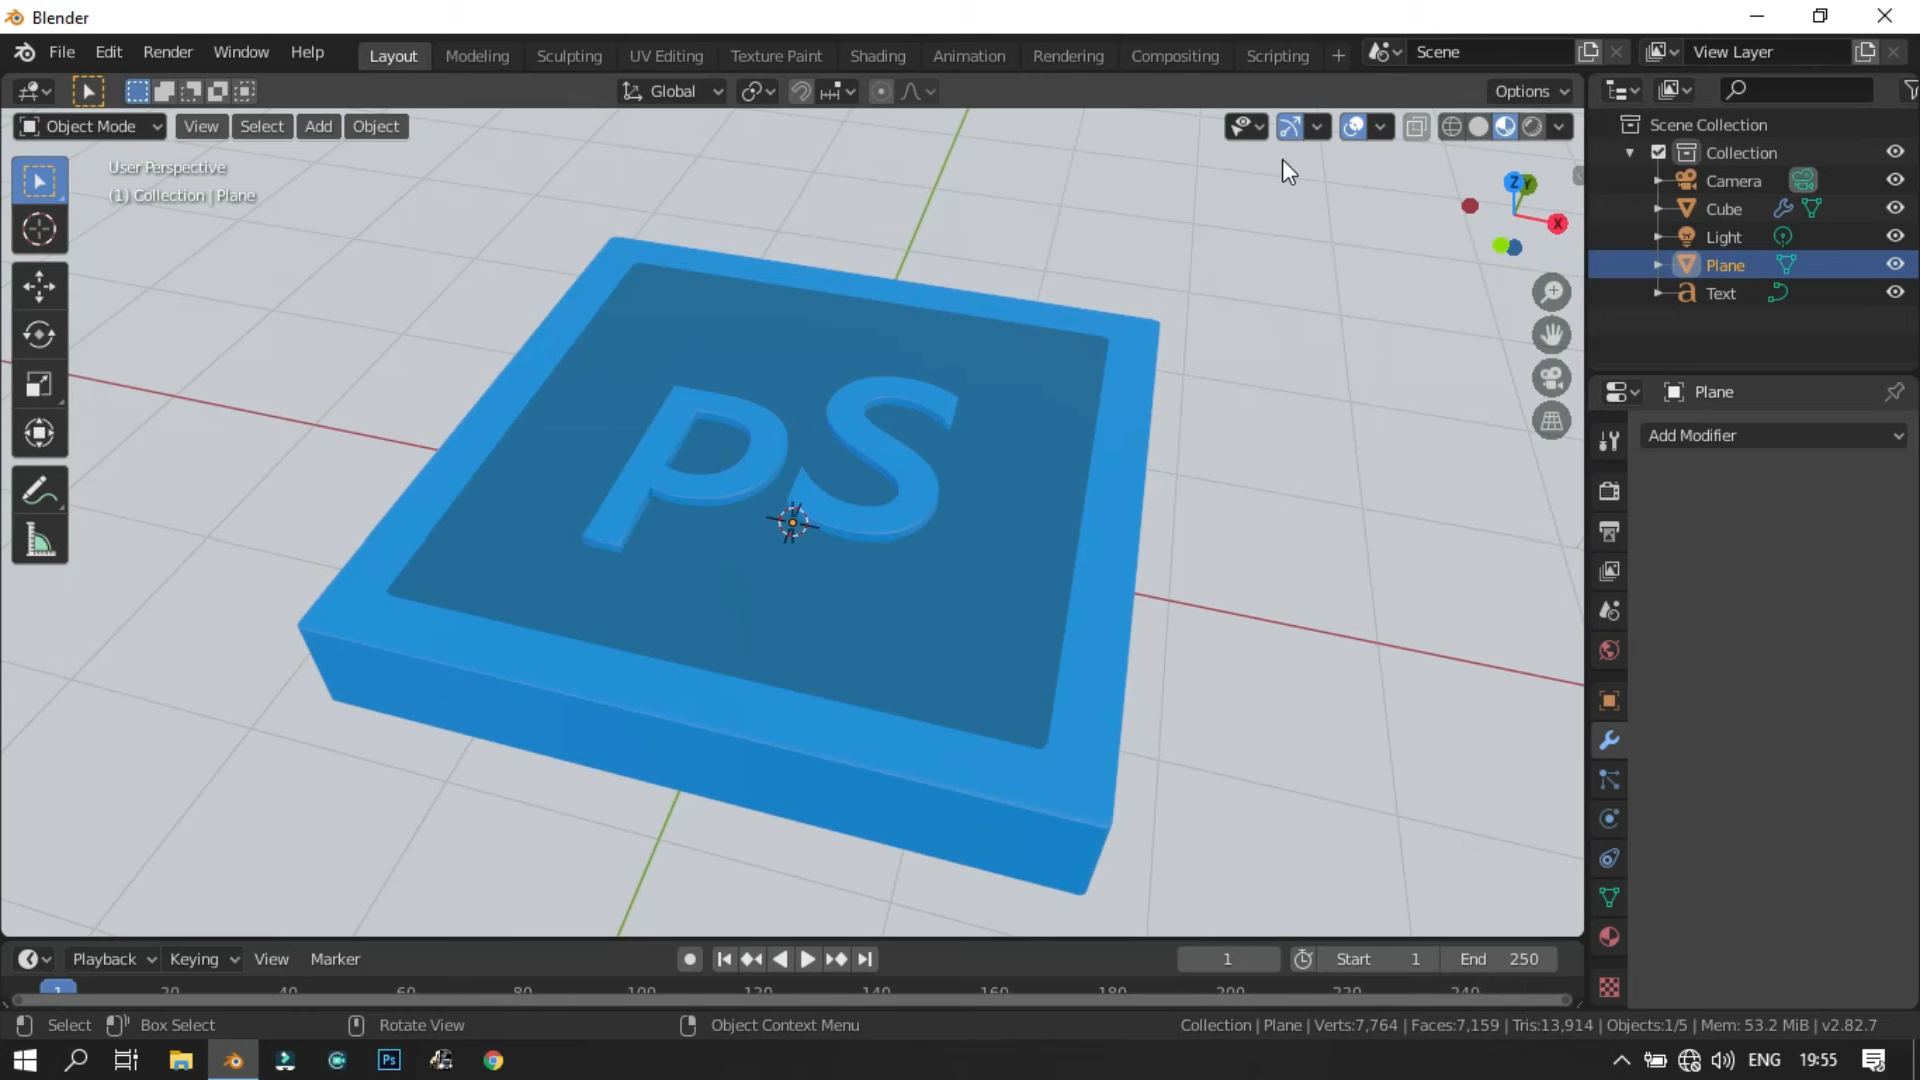 Blender
File Edit Render Window Help Layout Modeling Sculpting UV Editing Texture Paint Shading Animation Rendering Compositing Scripting + Scene View Layer
Global Options
Object Mode View Select Add Object
User Perspective
(1) Collection | Plane
Z Y
X
PS
Scene Collection
Collection
Camera
Cube
Light
Plane
Text
Plane
Add Modifier
Playback Keying View Marker 1 Start 1 End 250
1 20 40 60 80 100 120 140 160 180 200 220 240
Select Box Select Rotate View Object Context Menu Collection | Plane | Verts:7,764 | Faces:7,159 | Tris:13,914 | Objects:1/5 | Mem: 53.2 MiB | v2.82.7
Ps ENG 19:55